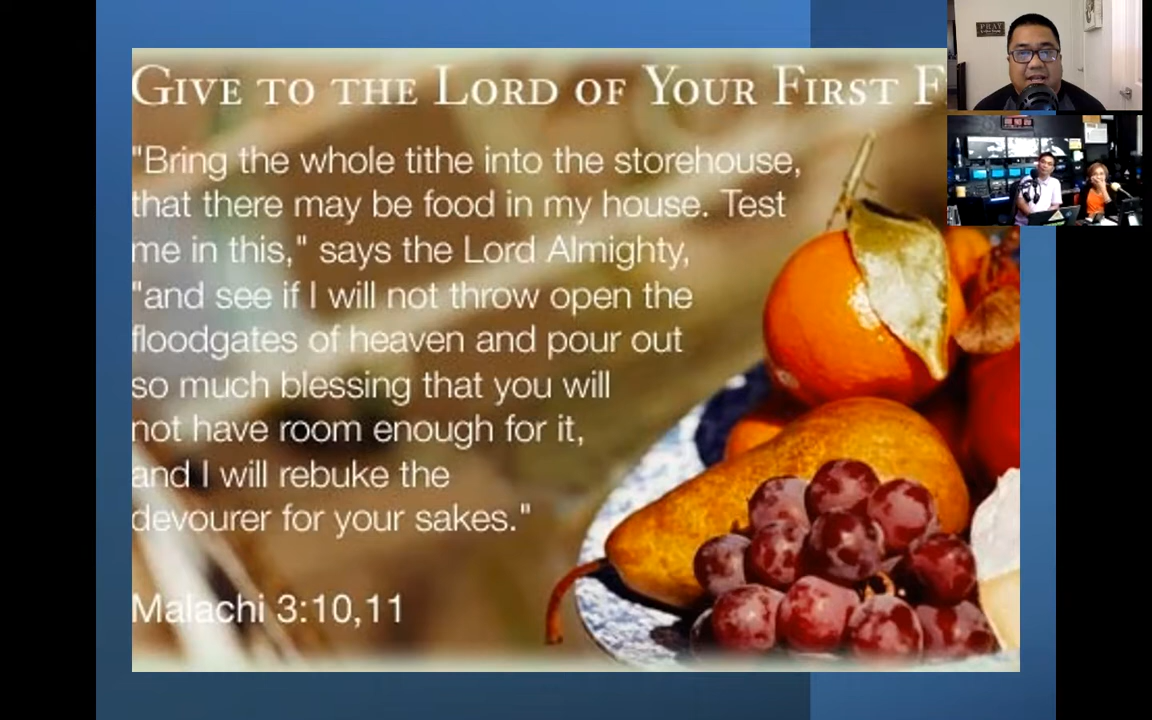 GIVE TO THE LORD OF YOUR FIRST F
"Bring the whole tithe into the storehouse,
that there may be food in my house. Test
me in this," says the Lord Almighty,
"and see if I will not throw open the
floodgates of heaven and pour out
so much blessing that you will
not have room enough for it,
and I will rebuke the
devourer for your sakes."
Malachi 3:10,11
PRAY